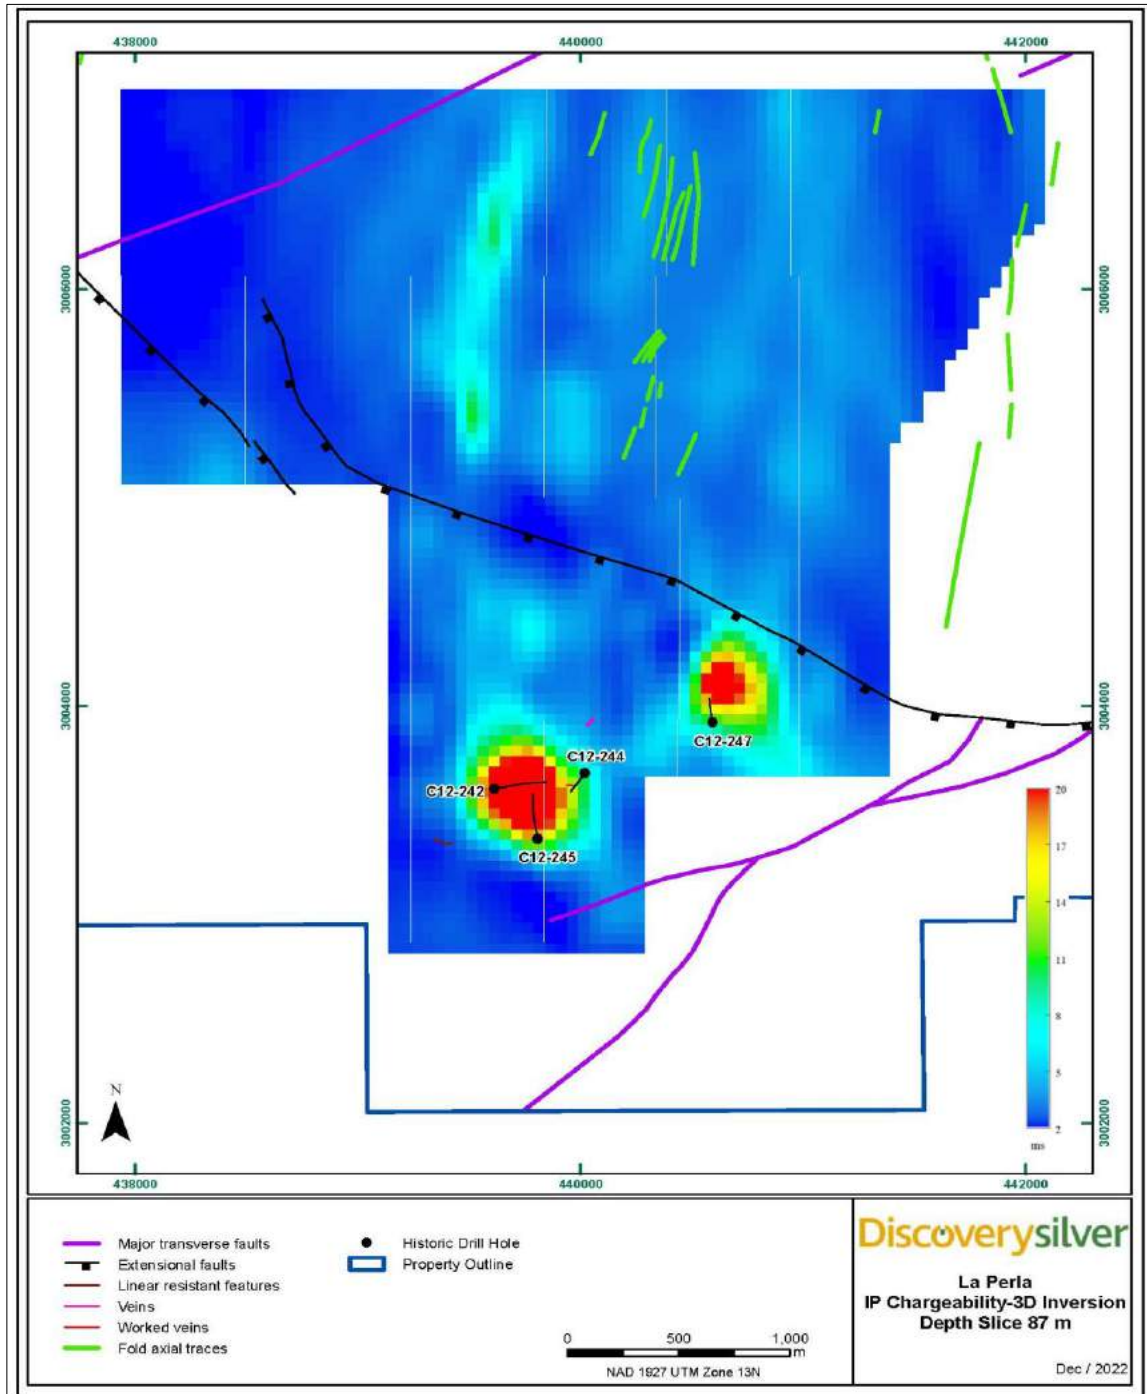 438000 440000 442000
3006000 3006000
3004000 3004000
C12-247
C12-244
C12-242
C12-245
20
17
14
11
8
5
2
ms
3002000 3002000
N
438000 440000 442000
Major transverse faults
Extensional faults
Linear resistant features
Veins
Worked veins
Fold axial traces
Historic Drill Hole
Property Outline
0 500 1,000
m
NAD 1927 UTM Zone 13N
Discoverysilver
La Perla
IP Chargeability-3D Inversion
Depth Slice 87 m
Dec / 2022